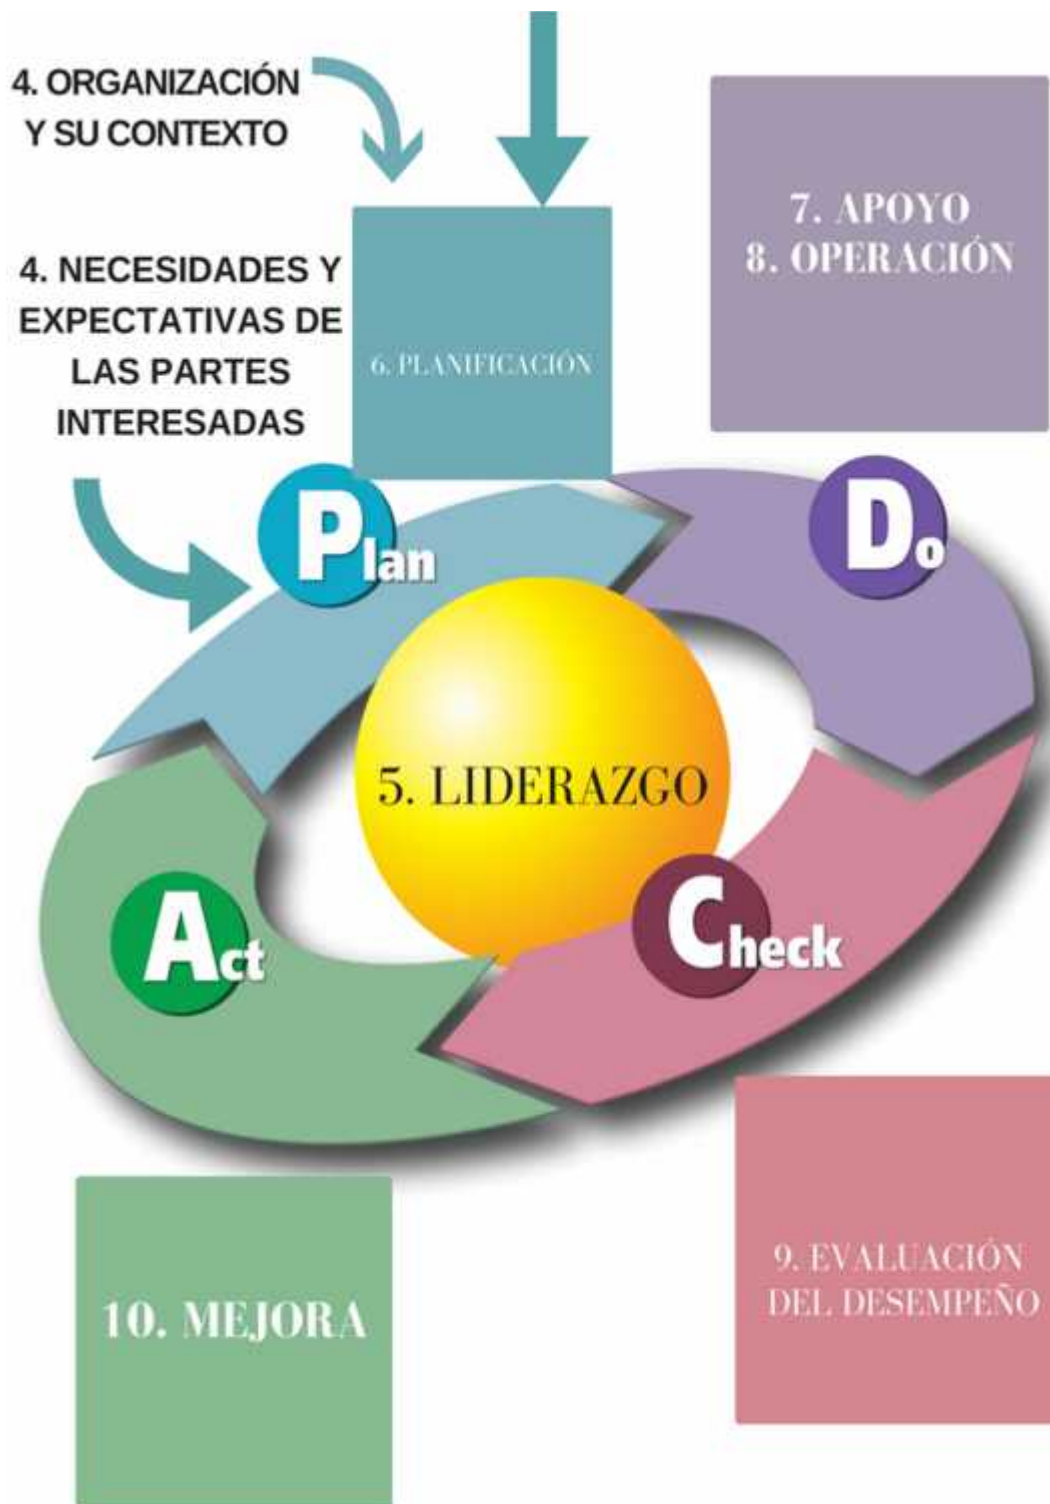 4. ORGANIZACIÓN
Y SU CONTEXTO
7. APOYO
8. OPERACIÓN
4. NECESIDADES Y
EXPECTATIVAS DE
LAS PARTES
INTERESADAS
6. PLANIFICACIÓN
Plan
Do
5. LIDERAZGO
Act
Check
9. EVALUACIÓN
DEL DESEMPEÑO
10. MEJORA